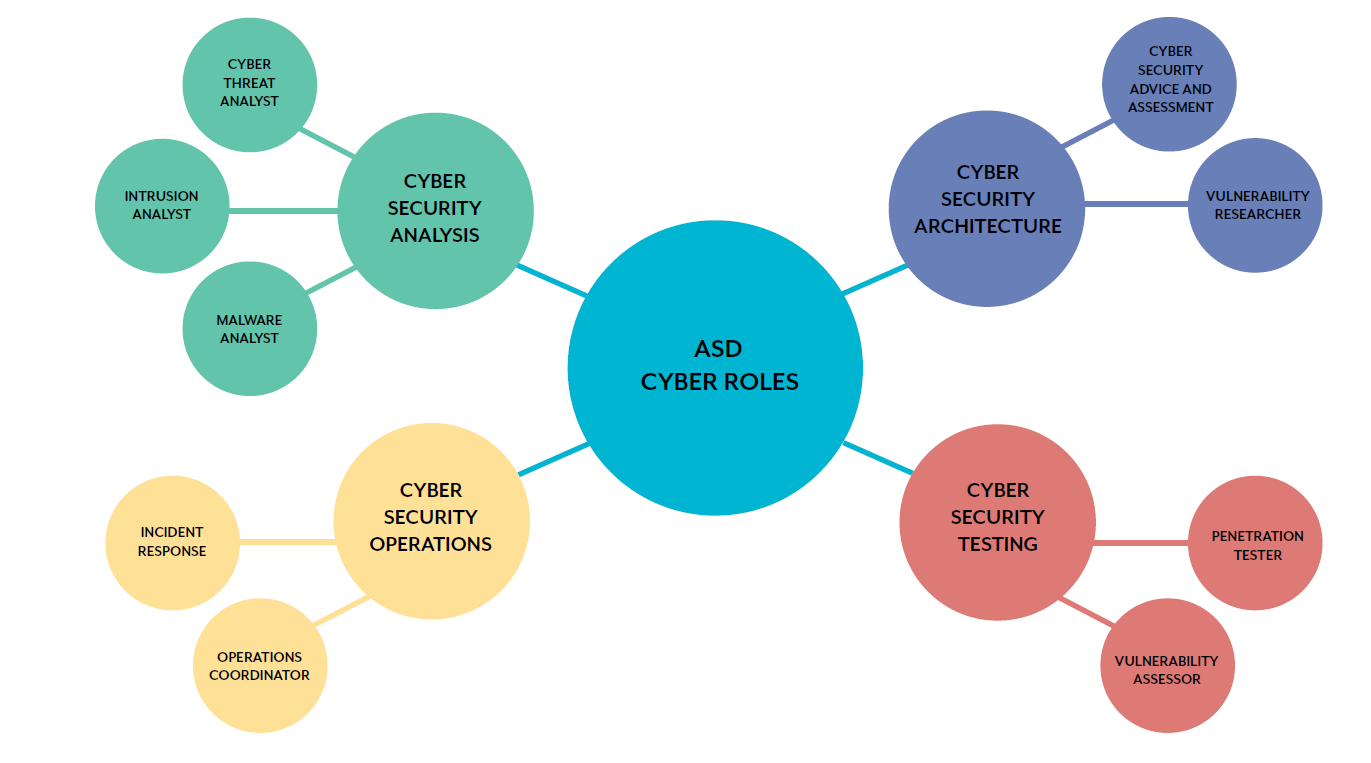 CYBER
THREAT
ANALYST
INTRUSION
ANALYST
MALWARE
ANALYST
CYBER
SECURITY
ANALYSIS
CYBER
SECURITY
ADVICE AND
ASSESSMENT
CYBER
SECURITY
ARCHITECTURE
VULNERABILITY
RESEARCHER
ASD
CYBER ROLES
CYBER
SECURITY
OPERATIONS
INCIDENT
RESPONSE
OPERATIONS
COORDINATOR
CYBER
SECURITY
TESTING
PENETRATION
TESTER
VULNERABILITY
ASSESSOR